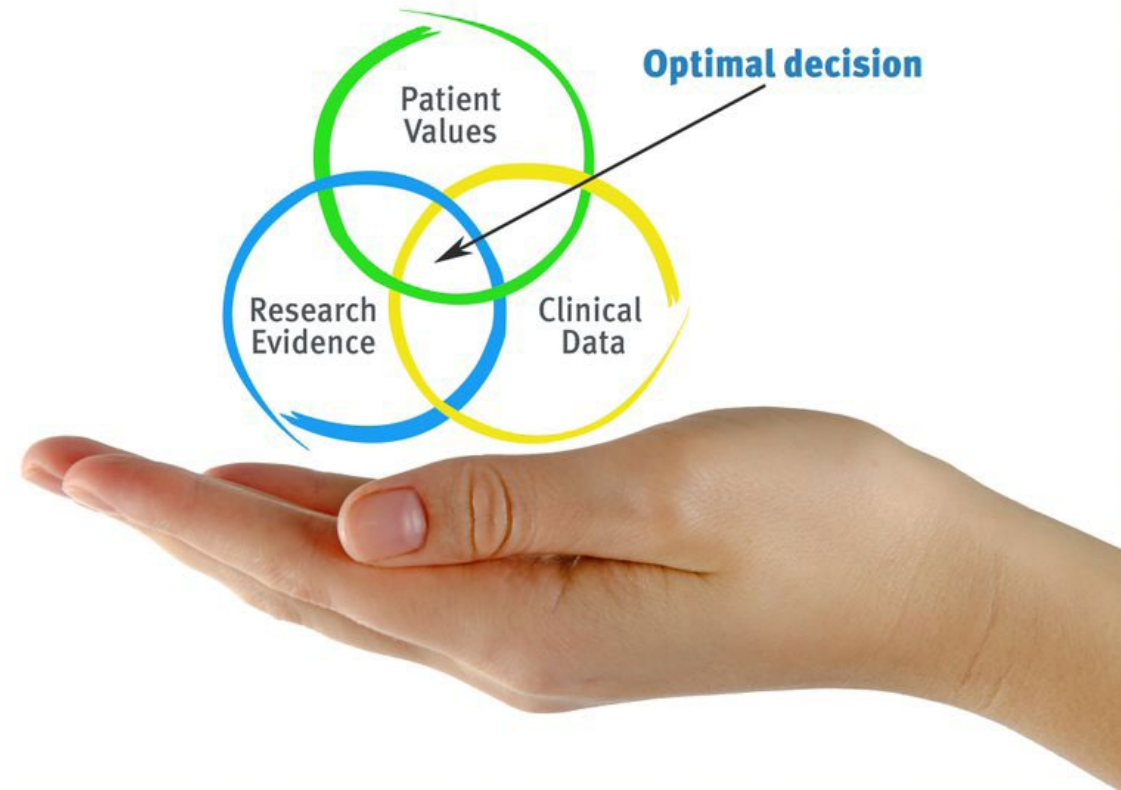 Optimal decision
Patient
Values
Research
Evidence
Clinical
Data